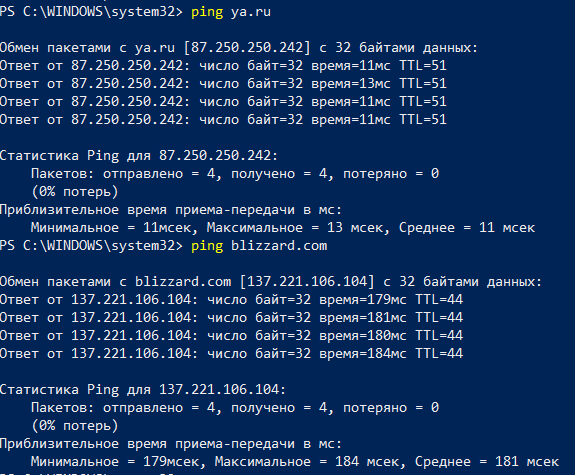 PS C:\WINDOWS\system32> ping ya.ru
Обмен пакетами с ya.ru [87.250.250.242] с 32 байтами данных:
Ответ от 87.250.250.242: число байт=32 время=11мс TTL=51
Ответ от 87.250.250.242: число байт=32 время=13мс TTL=51
Ответ от 87.250.250.242: число байт=32 время=11мс TTL=51
Ответ от 87.250.250.242: число байт=32 время=11мс TTL=51
Статистика Ping для 87.250.250.242:
Пакетов: отправлено = 4, получено = 4, потеряно = 0
(0% потерь)
Приблизительное время приема-передачи в мс:
Минимальное = 11мсек, Максимальное = 13 мсек, Среднее = 11 мсек
PS C:\WINDOWS\system32> ping blizzard.com
Обмен пакетами с blizzard.com [137.221.106.104] с 32 байтами данных:
Ответ от 137.221.106.104: число байт=32 время=179мс TTL=44
Ответ от 137.221.106.104: число байт=32 время=181мс TTL=44
Ответ от 137.221.106.104: число байт=32 время=180мс TTL=44
Ответ от 137.221.106.104: число байт=32 время=184мс TTL=44
Статистика Ping для 137.221.106.104:
Пакетов: отправлено = 4, получено = 4, потеряно = 0
(0% потерь)
Приблизительное время приема-передачи в мс:
Минимальное = 179мсек, Максимальное = 184 мсек, Среднее = 181 мсек